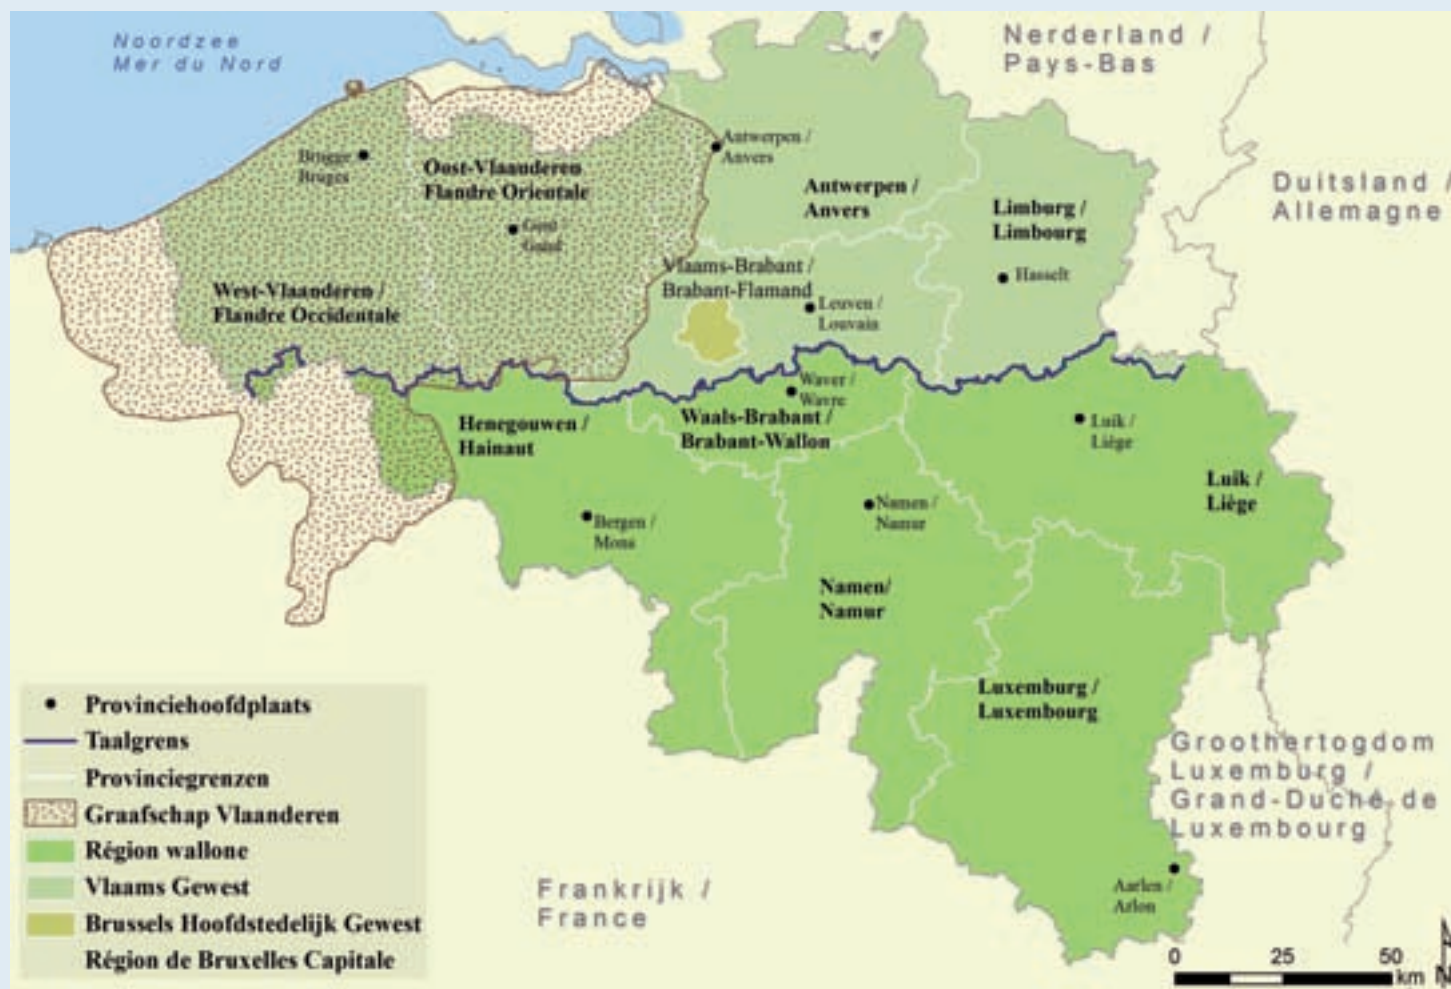 Noordzee
Mer du Nord
Nerderland /
Pays-Bas
Duitsland /
Allemagne
Antwerpen /
Anvers
Brugge
Bruges
Oost-Vlaanderen
Flandre Orientale
Antwerpen /
Anvers
Limburg /
Limbourg
Gent /
Gand
Hasselt
Vlaams-Brabant /
Brabant-Flamand
West-Vlaanderen /
Flandre Occidentale
Leuven /
Louvain
Waver /
Wavre
Henegouwen /
Hainaut
Waals-Brabant /
Brabant-Wallon
Luik /
Liège
Luik /
Liège
Bergen /
Mons
Namen /
Namur
Namen/
Namur
Luxemburg /
Luxembourg
Groothertogdom
Luxemburg /
Grand-Duché de
Luxembourg
Aarlen /
Arlon
Frankrijk /
France
Provinciehoofdplaats
Taalgrens
Provinciegrenzen
Graafschap Vlaanderen
Région wallone
Vlaams Gewest
Brussels Hoofdstedelijk Gewest
Région de Bruxelles Capitale
0 25 50
km
N